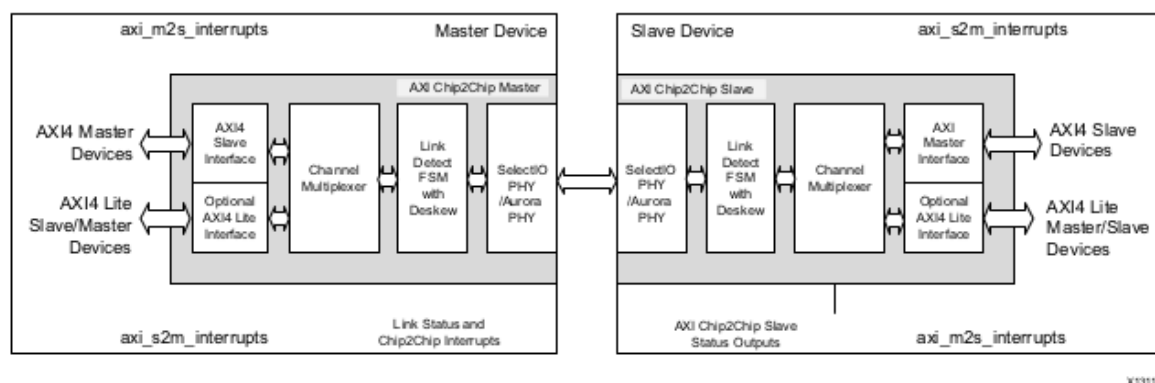 axi_m2s_interrupts
Master Device
Slave Device
axi_s2m_interrupts
AXI Chip2Chip Master
AXI Chip2Chip Slave
AXI4 Master
Devices
AXI4 Lite
Slave/Master
Devices
AXI4
Slave
Interface
Optional
AXI4 Lite
Interface
Channel
Multiplexer
Link
Detect
FSM
with
Deskew
SelectIO
PHY
/Aurora
PHY
SelectIO
PHY
/Aurora
PHY
Link
Detect
FSM
with
Deskew
Channel
Multiplexer
AXI
Master
Interface
Optional
AXI4 Lite
Interface
AXI4 Slave
Devices
AXI4 Lite
Master/Slave
Devices
axi_s2m_interrupts
Link Status and
Chip2Chip Interrupts
AXI Chip2Chip Slave
Status Outputs
axi_m2s_interrupts